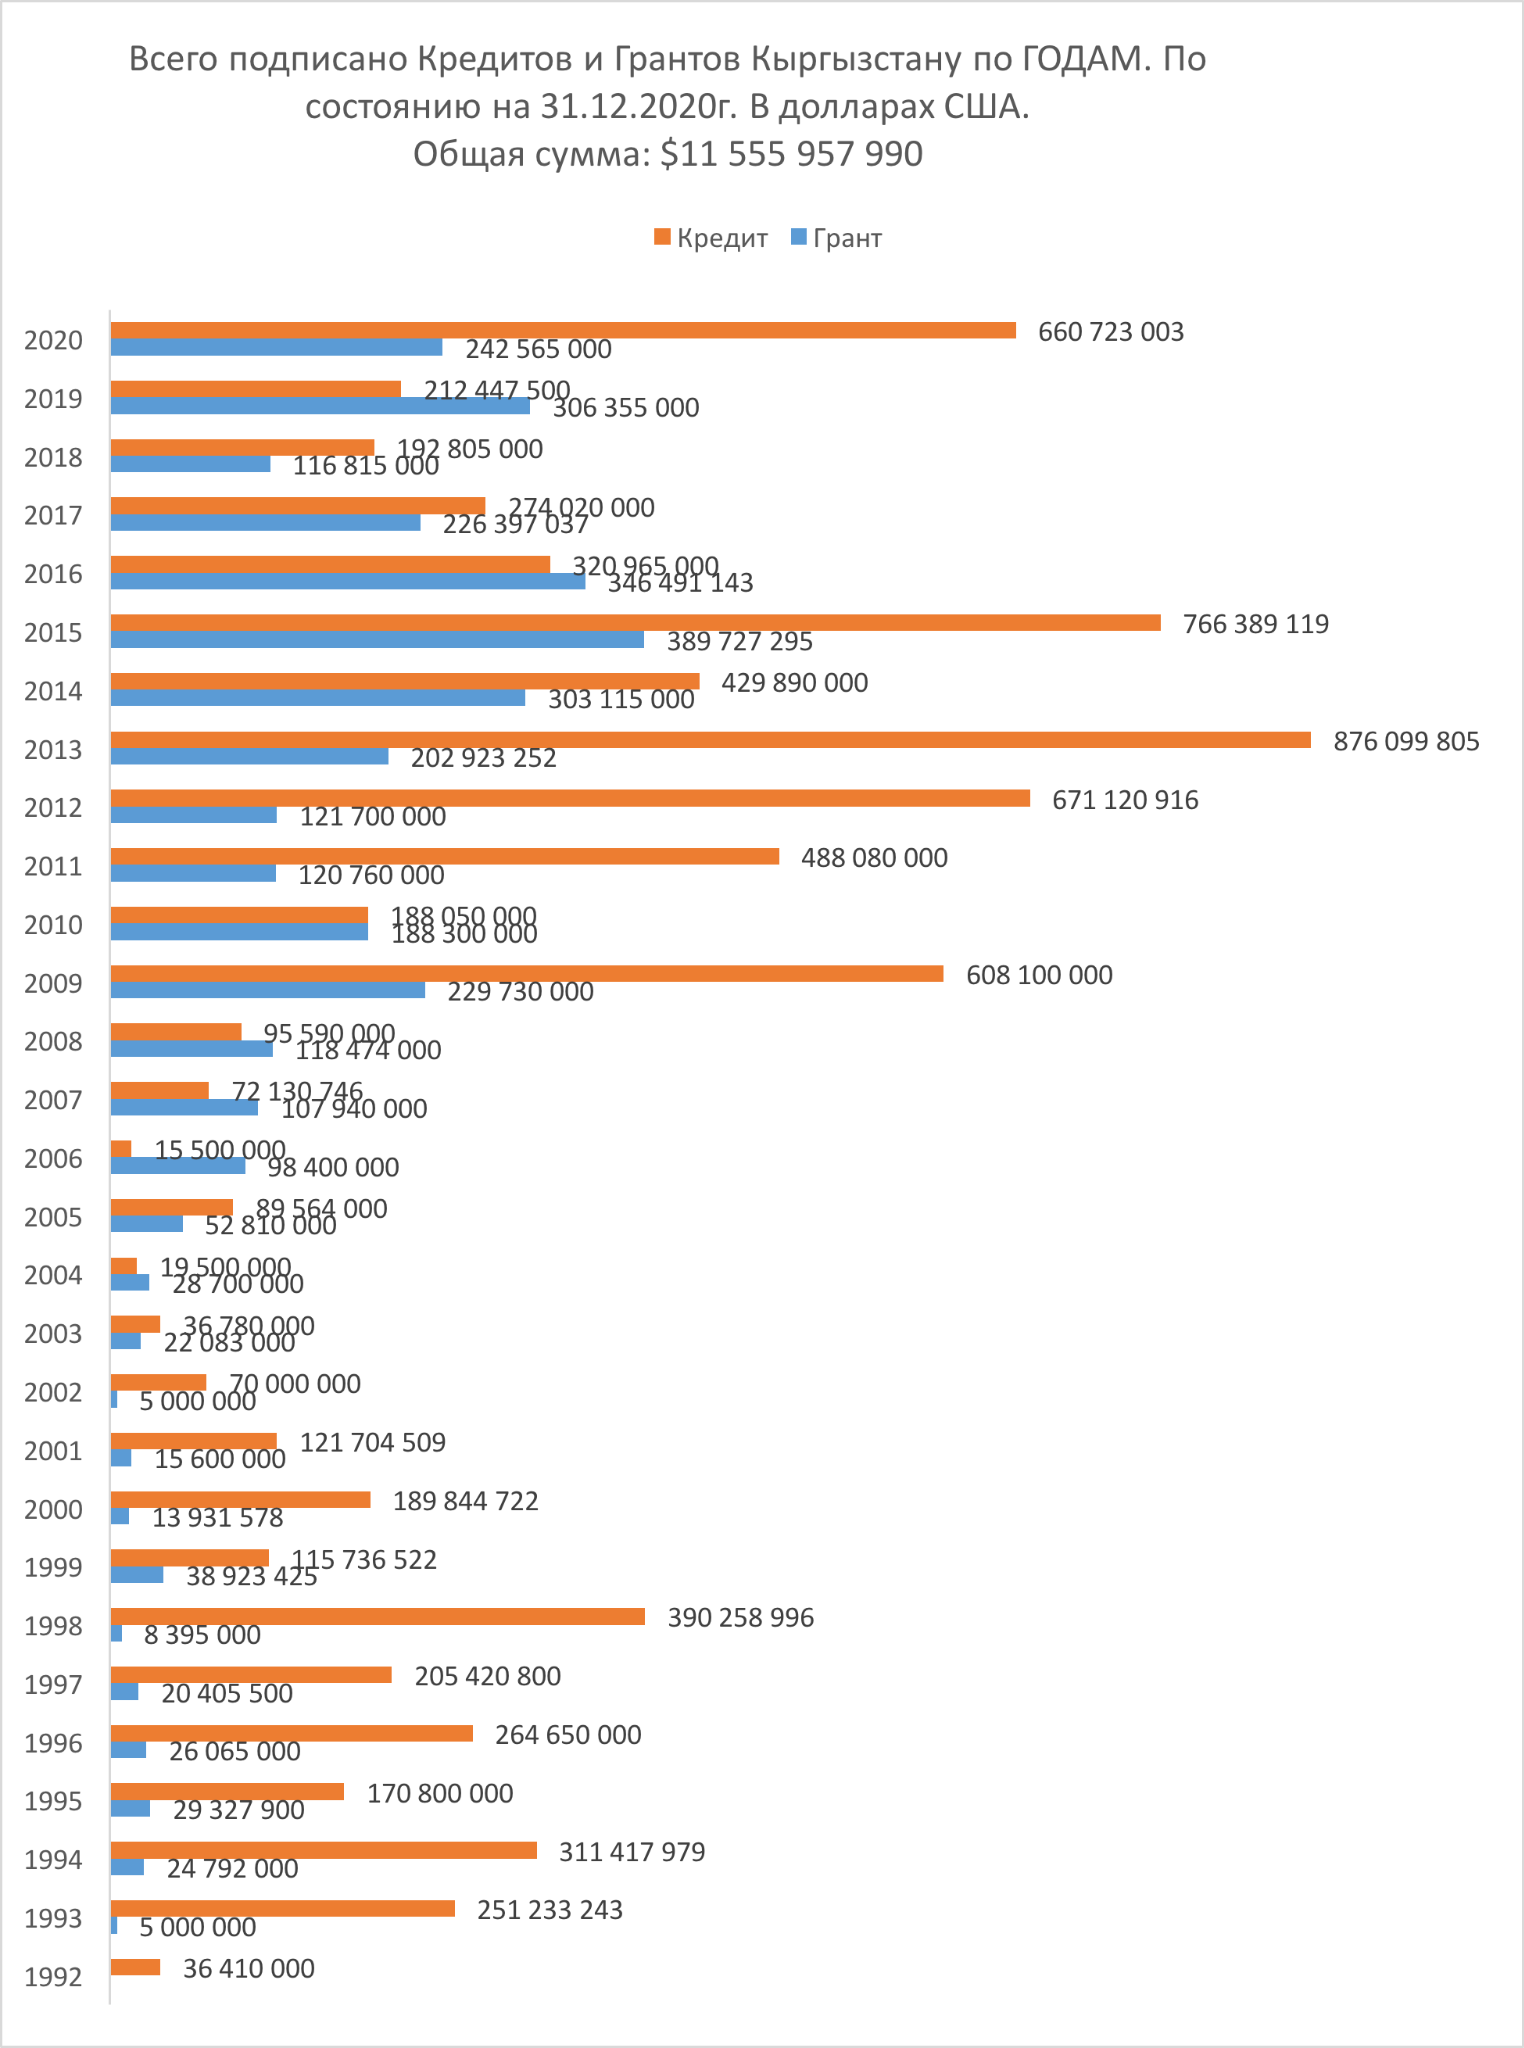 Всего подписано Кредитов и Грантов Кыргызстану по ГОДАМ. По
состоянию на 31.12.2020г. В долларах США.
Общая сумма: $11 555 957 990
Кредит Грант
2020 660 723 003
242 565 000
2019 212 447 500
306 355 000
2018 192 805 000
116 815 000
2017 274 020 000
226 397 037
2016 320 965 000
346 491 143
2015 766 389 119
389 727 295
2014 429 890 000
303 115 000
2013 876 099 805
202 923 252
2012 671 120 916
121 700 000
2011 488 080 000
120 760 000
2010 188 050 000
188 300 000
2009 608 100 000
229 730 000
2008 95 590 000
118 474 000
2007 72 130 746
107 940 000
2006 15 500 000
98 400 000
2005 89 564 000
52 810 000
2004 19 500 000
28 700 000
2003 36 780 000
22 083 000
2002 70 000 000
5 000 000
2001 121 704 509
15 600 000
2000 189 844 722
13 931 578
1999 115 736 522
38 923 425
1998 390 258 996
8 395 000
1997 205 420 800
20 405 500
1996 264 650 000
26 065 000
1995 170 800 000
29 327 900
1994 311 417 979
24 792 000
1993 251 233 243
5 000 000
1992 36 410 000